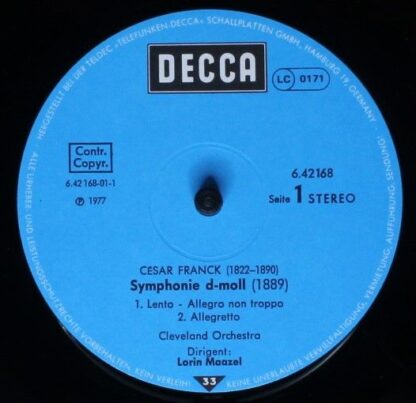 HERGESTELLT BEI DER TELDEC »TELEFUNKEN-DECCA« SCHALLPLATTEN GMBH, HAMBURG 19, GERMANY
DECCA
LC 0171
Contr.
Copyr.
6.42168-01-1
Ⓟ 1977
6.42168
Seite 1 STEREO
CESAR FRANCK (1822-1890)
Symphonie d-moll (1889)
1. Lento - Allegro non troppo
2. Allegretto
Cleveland Orchestra
Dirigent:
Lorin Maazel
33
ALLE URHEBER- UND LEISTUNGSSCHUTZRECHTE VORBEHALTEN. KEIN VERLEIH! KEINE UNERLAUBTE VERVIELFÄLTIGUNG, VERMIETUNG, AUFFÜHRUNG, SENDUNG!